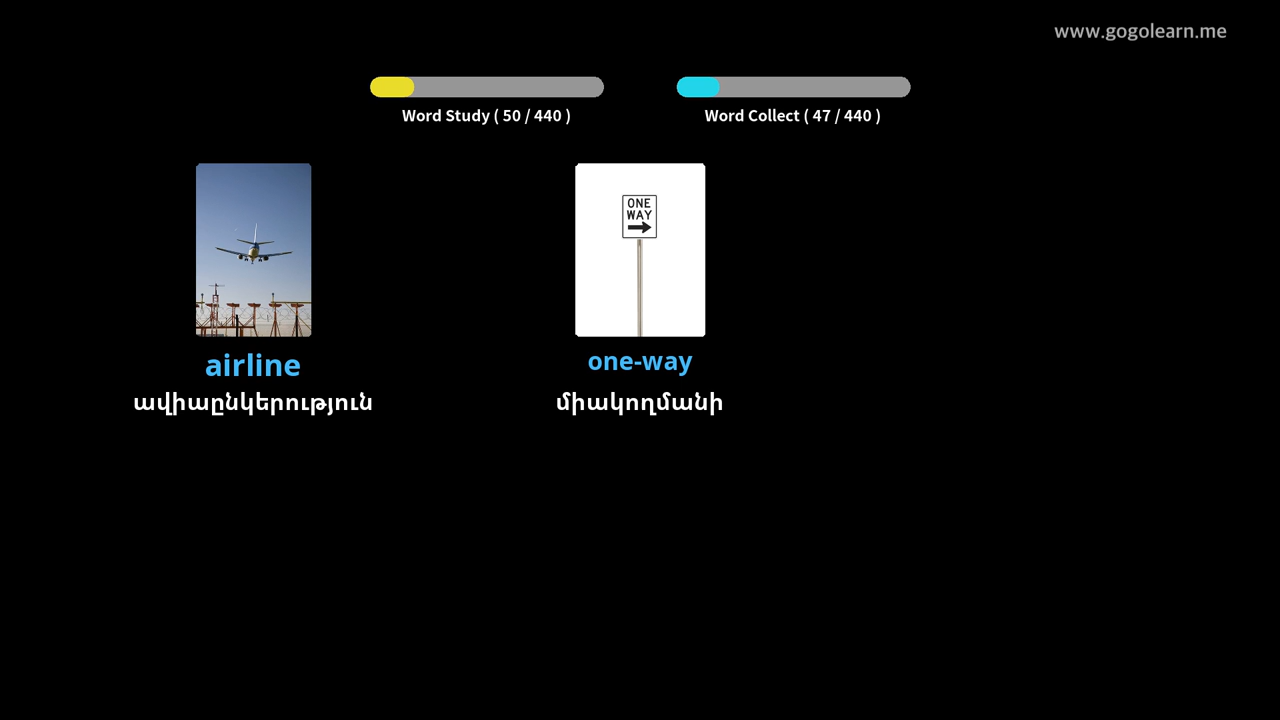 www.gogolearn.me
Word Study ( 50 / 440 )
Word Collect ( 47 / 440 )
ONE
WAY
airline
one-way
ավիաընկերություն
միակողմանի